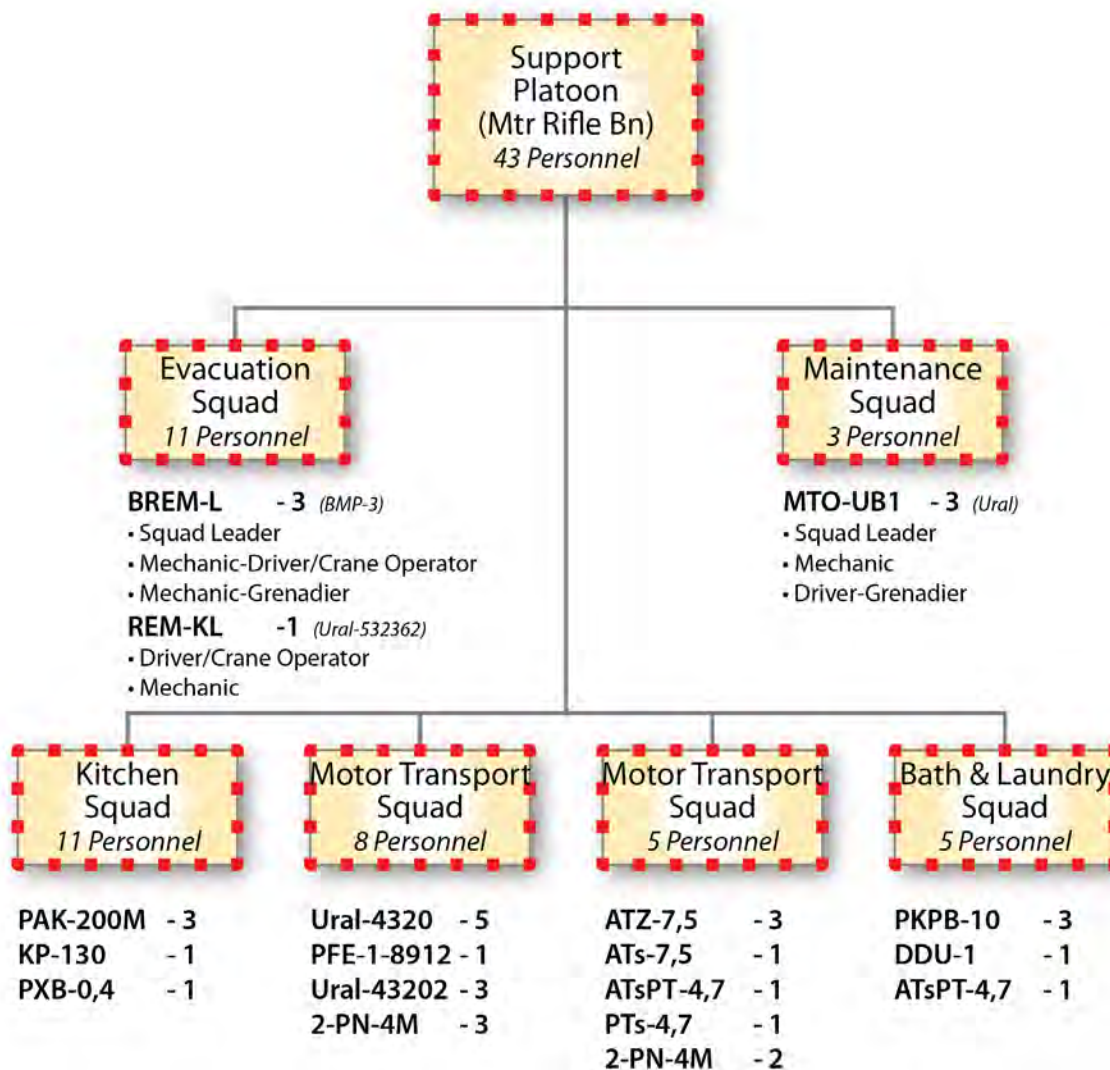 Support
Platoon
(Mtr Rifle Bn)
43 Personnel
Evacuation
Squad
11 Personnel
BREM-L - 3 (BMP-3)
• Squad Leader
• Mechanic-Driver/Crane Operator
• Mechanic-Grenadier
REM-KL -1 (Ural-532362)
• Driver/Crane Operator
• Mechanic
Maintenance
Squad
3 Personnel
MTO-UB1 - 3 (Ural)
• Squad Leader
• Mechanic
• Driver-Grenadier
Kitchen
Squad
11 Personnel
PAK-200M - 3
KP-130 - 1
PXB-0,4 - 1
Motor Transport
Squad
8 Personnel
Ural-4320 - 5
PFE-1-8912 - 1
Ural-43202 - 3
2-PN-4M - 3
Motor Transport
Squad
5 Personnel
ATZ-7,5 - 3
ATs-7,5 - 1
ATsPT-4,7 - 1
PTs-4,7 - 1
2-PN-4M - 2
Bath & Laundry
Squad
5 Personnel
PKPB-10 - 3
DDU-1 - 1
ATsPT-4,7 - 1